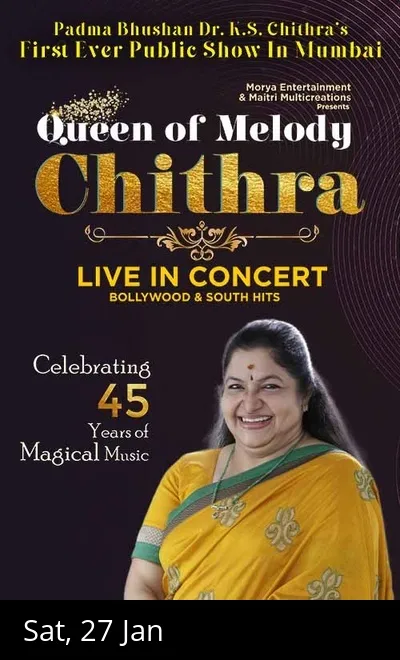 Padma Bhushan Dr. K.S. Chithra's
First Ever Public Show In Mumbai
Morya Entertainment
& Maitri Multicreations
Presents
Queen of Melody
Chithra
LIVE IN CONCERT
BOLLYWOOD & SOUTH HITS
Celebrating
45
Years of
Magical Music
Sat, 27 Jan